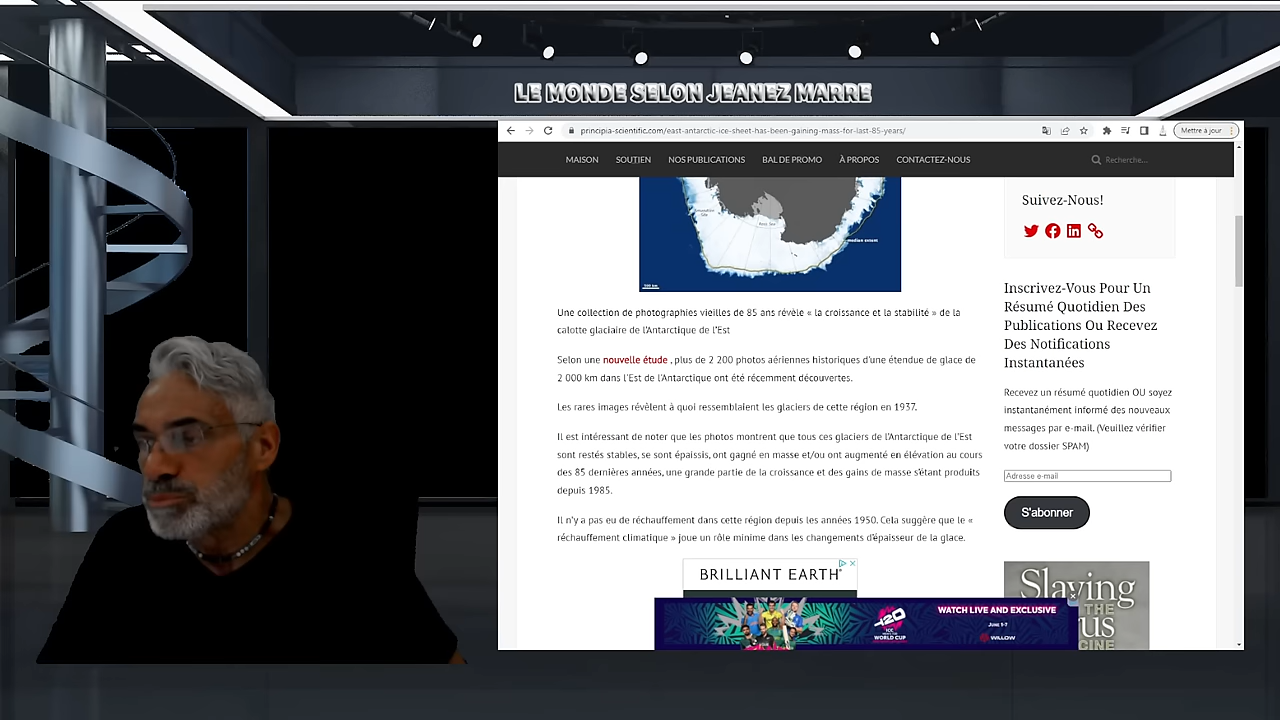 LE MONDE SELON JEANEZ MARRE
principia-scientific.com/east-antarctic-ice-sheet-has-been-gaining-mass-for-last-85-years/
Mettre à jour
MAISON SOUTIEN NOS PUBLICATIONS BAL DE PROMO À PROPOS CONTACTEZ-NOUS Recherche...
median extent
Une collection de photographies vieilles de 85 ans révèle « la croissance et la stabilité » de la
calotte glaciaire de l'Antarctique de l'Est
Selon une nouvelle étude , plus de 2 200 photos aériennes historiques d'une étendue de glace de
2 000 km dans l'Est de l'Antarctique ont été récemment découvertes.
Les rares images révèlent à quoi ressemblaient les glaciers de cette région en 1937.
Il est intéressant de noter que les photos montrent que tous ces glaciers de l'Antarctique de l'Est
sont restés stables, se sont épaissis, ont gagné en masse et/ou ont augmenté en élévation au cours
des 85 dernières années, une grande partie de la croissance et des gains de masse s'étant produits
depuis 1985.
Il n'y a pas eu de réchauffement dans cette région depuis les années 1950. Cela suggère que le «
réchauffement climatique » joue un rôle minime dans les changements d'épaisseur de la glace.
BRILLIANT EARTH
Suivez-Nous!
Inscrivez-Vous Pour Un
Résumé Quotidien Des
Publications Ou Recevez
Des Notifications
Instantanées
Recevez un résumé quotidien OU soyez
instantanément informé des nouveaux
messages par e-mail. (Veuillez vérifier
votre dossier SPAM)
Adresse e-mail
S'abonner
Slaying
THE
WATCH LIVE AND EXCLUSIVE
JUNE 1-7
ICC
T20
WORLD CUP
WILLOW